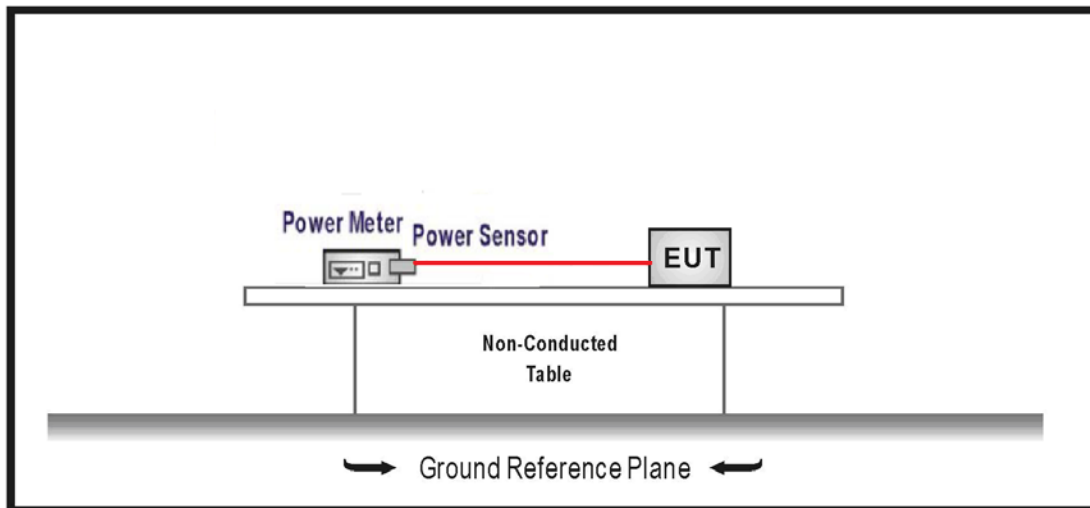 Power Meter
Power Sensor
EUT
Non-Conducted
Table
Ground Reference Plane